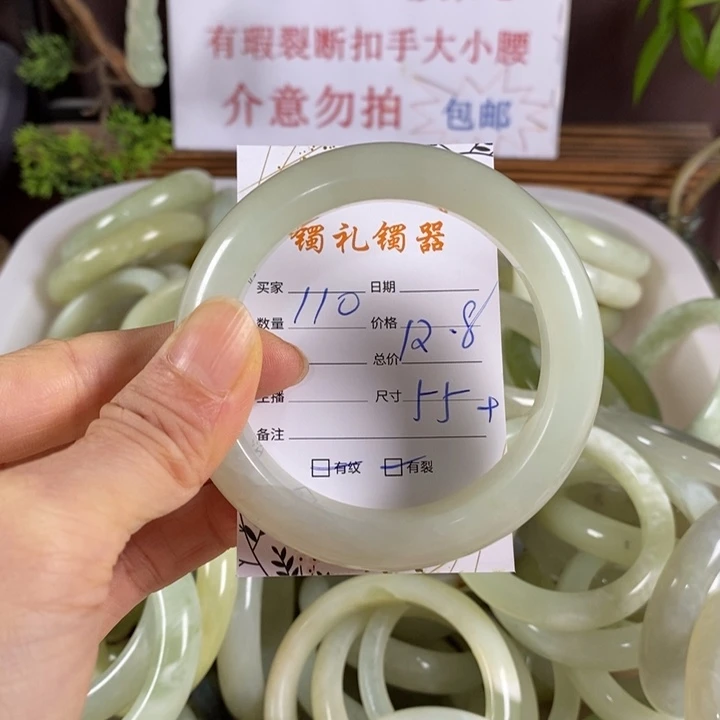 有瑕裂断扣手大小腰
介意勿拍 包邮
镯礼镯器
买家 日期
数量 110 价格 12.8
总价
主播 尺寸 55+
备注
有纹 有裂